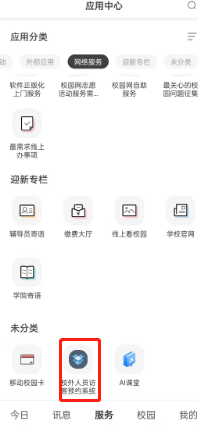 应用中心
应用分类
动 外部应用 网络服务 迎新专栏 未分类
软件正版化 校园网志愿 校园网自助 最关心的校
上门服务 活动服务需... 服务 园问题征集
最需求线上
办事项
迎新专栏
辅导员寄语 缴费大厅 线上看校园 学校官网
学院寄语
未分类
移动校园卡 校外人员访 AI课堂
客预约系统
今日 讯息 服务 校园 我的